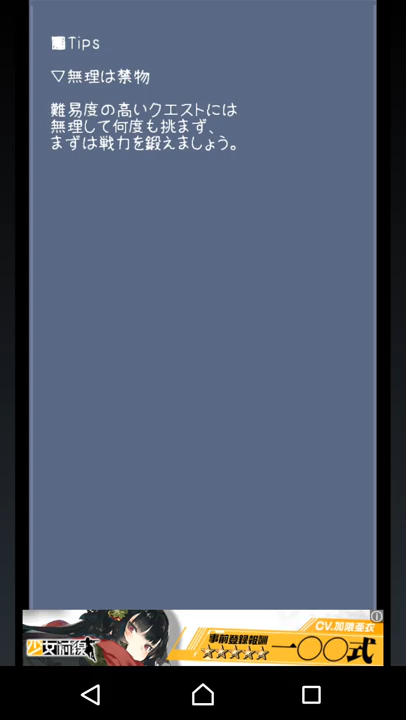 ■Tips
▽無理は禁物
難易度の高いクエストには
無理して何度も挑まず、
まずは戦力を鍛えましょう。
CV.加隈亜衣
事前登録報酬
少女前線
★★★★★一〇〇式